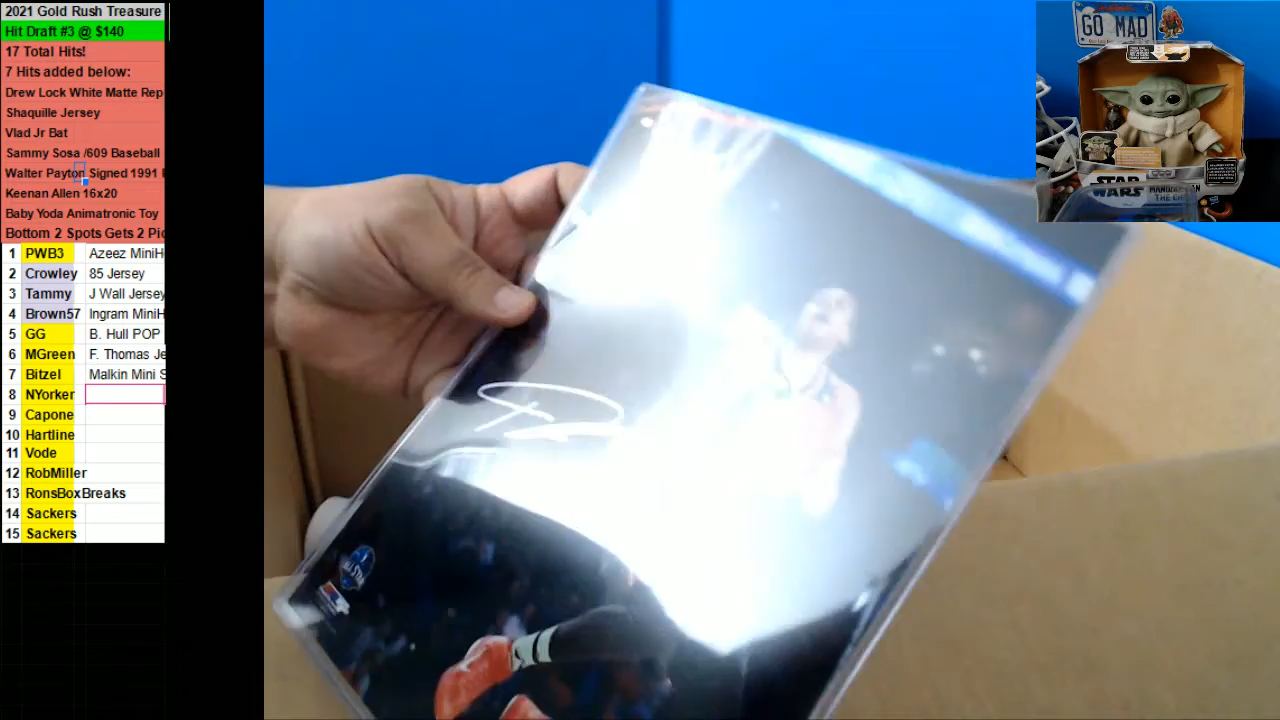 2021 Gold Rush Treasure
Hit Draft #3 @ $140
17 Total Hits!
7 Hits added below:
Drew Lock White Matte Rep
Shaquille Jersey
Vlad Jr Bat
Sammy Sosa /609 Baseball
Walter Payton Signed 1991
Keenan Allen 16x20
Baby Yoda Animatronic Toy
Bottom 2 Spots Gets 2 Pic
1 PWB3 Azeez MiniH
2 Crowley 85 Jersey
3 Tammy J Wall Jersey
4 Brown57 Ingram MiniH
5 GG B. Hull POP
6 MGreen F. Thomas Je
7 Bitzel Malkin Mini S
8 NYorker
9 Capone
10 Hartline
11 Vode
12 RobMiller
13 RonsBoxBreaks
14 Sackers
15 Sackers
GO MAD
STAR WARS